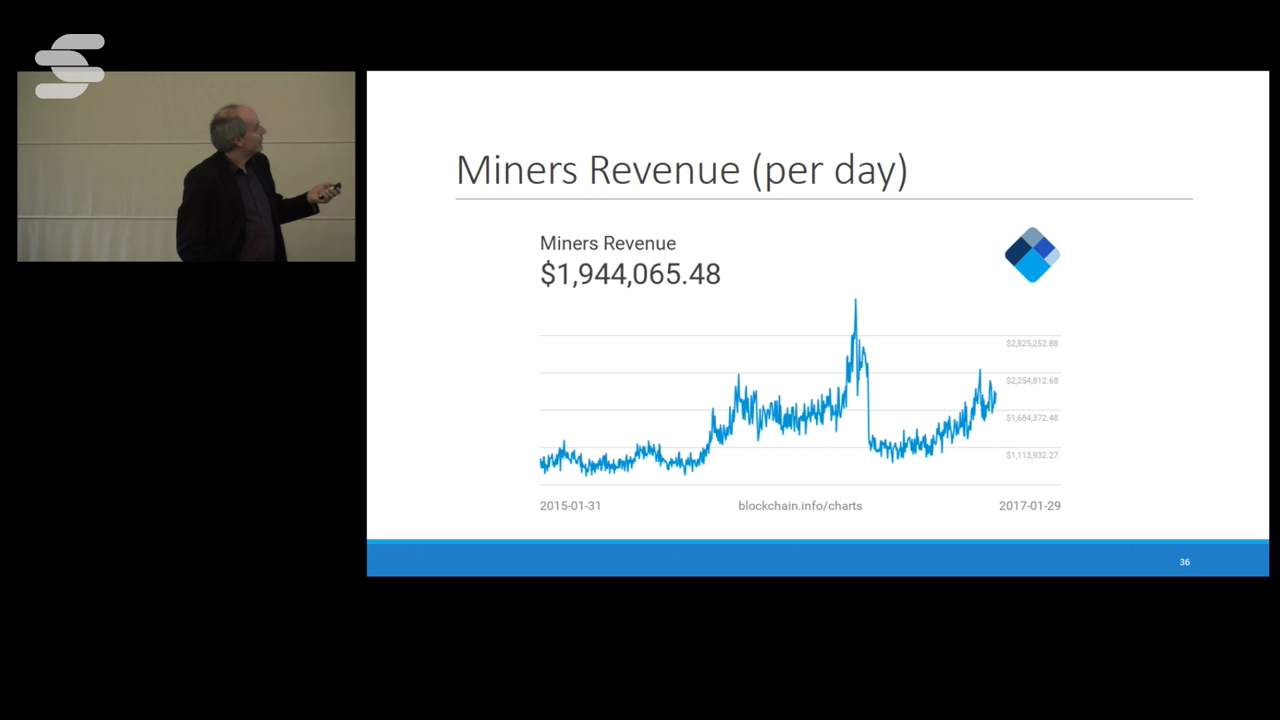 Miners Revenue (per day)
Miners Revenue
$1,944,065.48
$2,825,252.88
$2,254,812.68
$1,684,372.48
$1,113,932.27
2015-01-31
blockchain.info/charts
2017-01-29
36